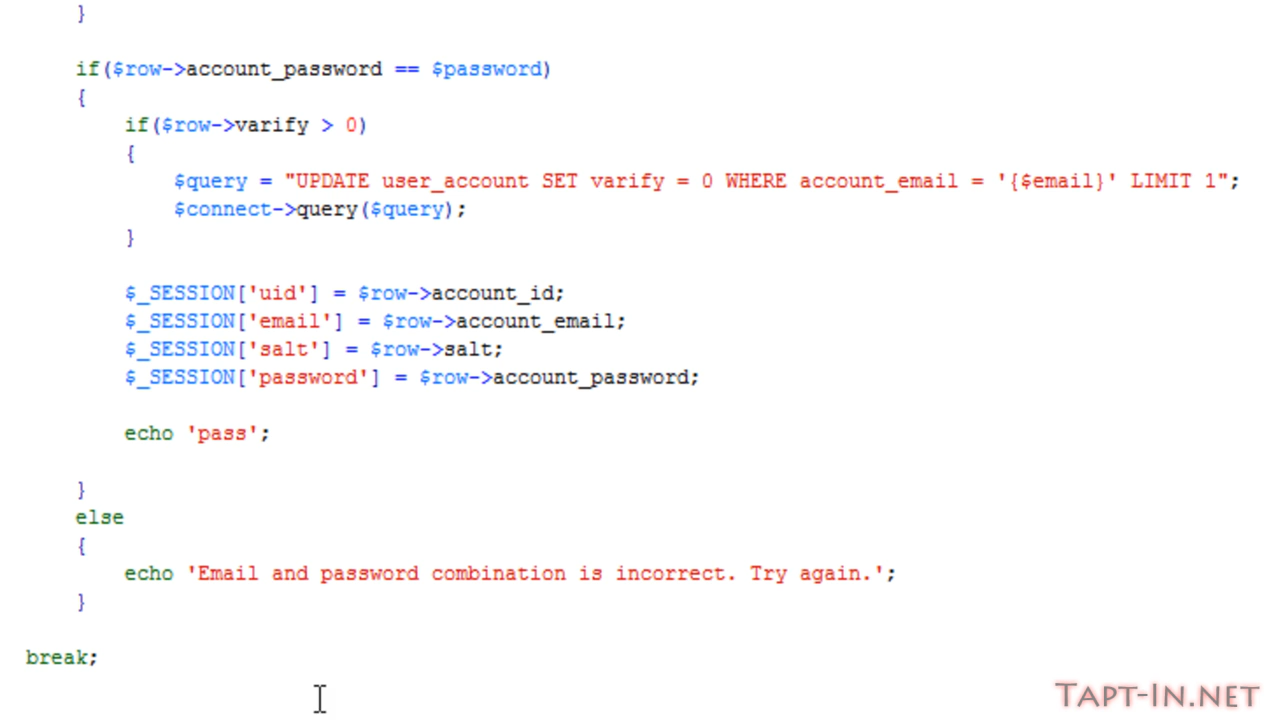 }
if($row->account_password == $password)
{
if($row->varify > 0)
{
$query = "UPDATE user_account SET varify = 0 WHERE account_email = '{$email}' LIMIT 1";
$connect->query($query);
}
$_SESSION['uid'] = $row->account_id;
$_SESSION['email'] = $row->account_email;
$_SESSION['salt'] = $row->salt;
$_SESSION['password'] = $row->account_password;
echo 'pass';
}
else
{
echo 'Email and password combination is incorrect. Try again.';
}
break;
Tapt-In.net